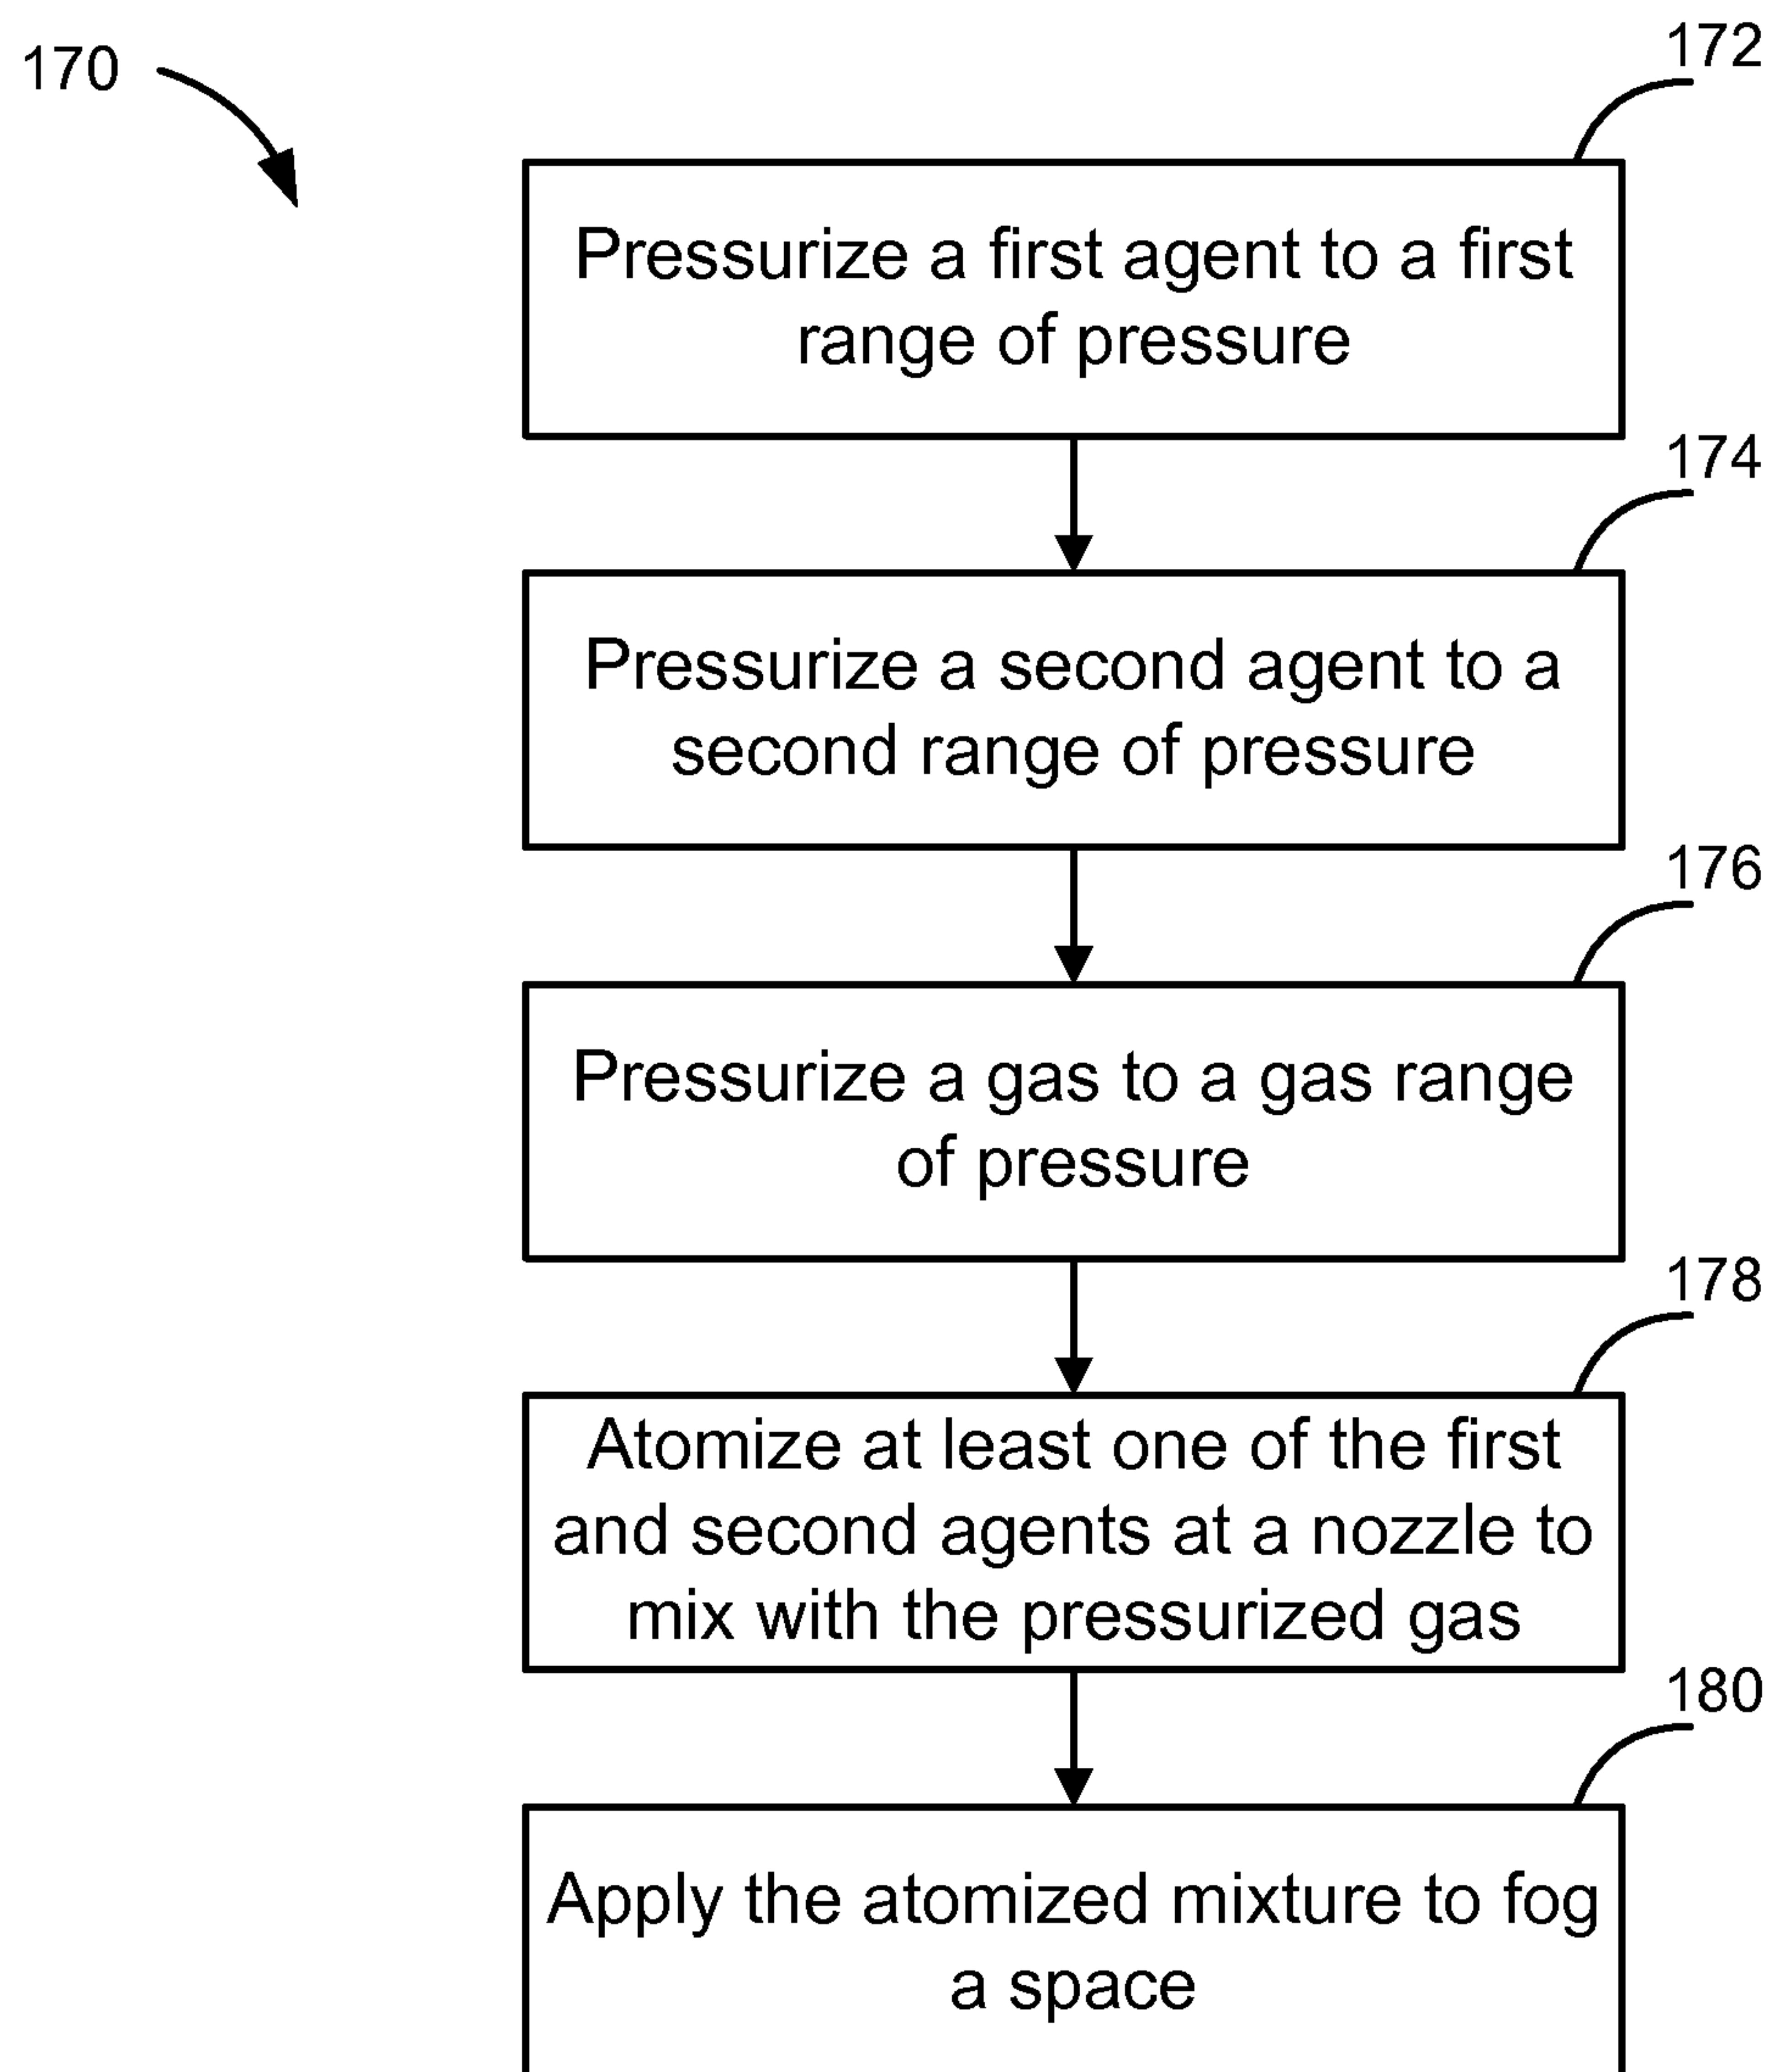 170
172
Pressurize a first agent to a first
range of pressure
174
Pressurize a second agent to a
second range of pressure
176
Pressurize a gas to a gas range
of pressure
178
Atomize at least one of the first
and second agents at a nozzle to
mix with the pressurized gas
180
Apply the atomized mixture to fog
a space